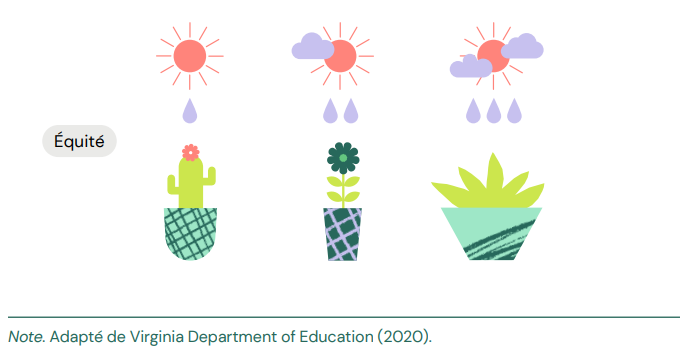 Équité
Note. Adapté de Virginia Department of Education (2020).